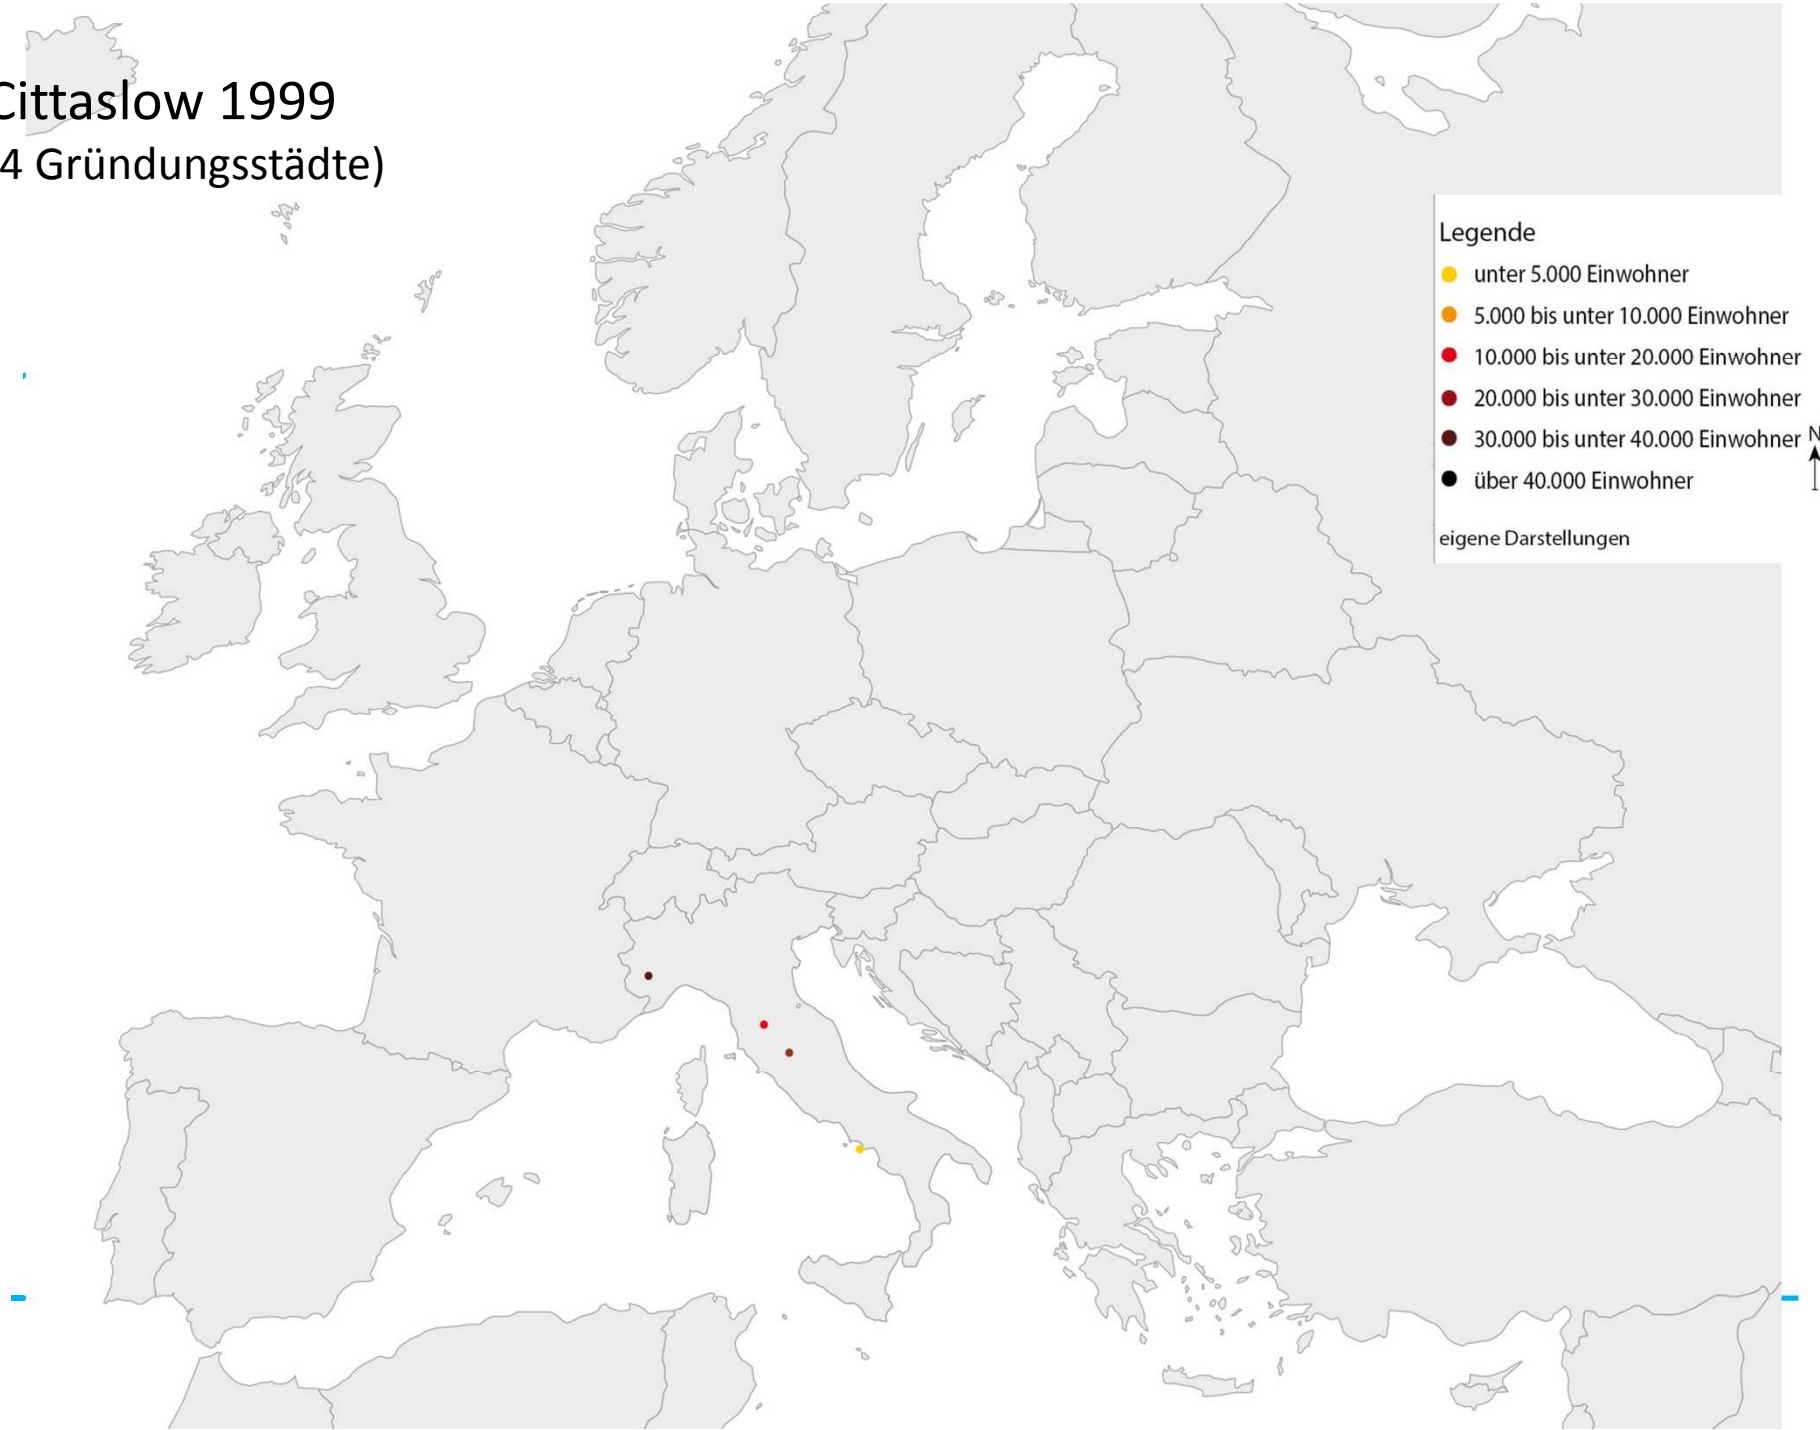 Cittaslow 1999
4 Gründungsstädte)
Legende
unter 5.000 Einwohner
5.000 bis unter 10.000 Einwohner
10.000 bis unter 20.000 Einwohner
20.000 bis unter 30.000 Einwohner
30.000 bis unter 40.000 Einwohner
N
über 40.000 Einwohner
eigene Darstellungen